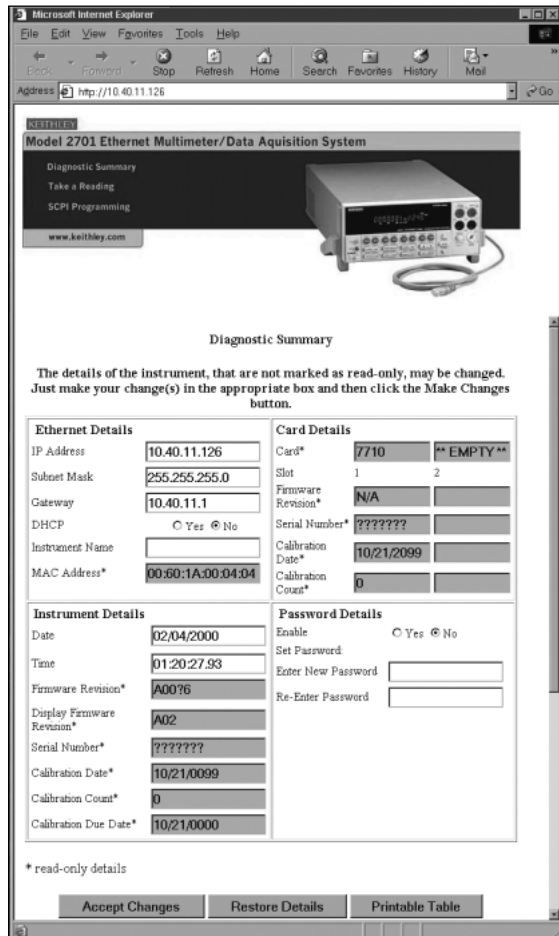 Microsoft Internet Explorer
File Edit View Favorites Tools Help
Back Forward Stop Refresh Home Search Favorites History Mail
Address http://10.40.11.126 Go
KEITHLEY
Model 2701 Ethernet Multimeter/Data Aquisition System
Diagnostic Summary
Take a Reading
SCPI Programming
www.keithley.com
Diagnostic Summary
The details of the instrument, that are not marked as read-only, may be changed.
Just make your change(s) in the appropriate box and then click the Make Changes
button.
Ethernet Details
IP Address 10.40.11.126
Subnet Mask 255.255.255.0
Gateway 10.40.11.1
DHCP Yes No
Instrument Name
MAC Address* 00:60:1A:00:04:04
Card Details
Card* 7710 ** EMPTY **
Slot 1 2
Firmware
Revision* N/A
Serial Number* ???????
Calibration
Date* 10/21/2099
Calibration
Count* 0
Instrument Details
Date 02/04/2000
Time 01:20:27.93
Firmware Revision* A00?6
Display Firmware
Revision* A02
Serial Number* ???????
Calibration Date* 10/21/0099
Calibration Count* 0
Calibration Due Date* 10/21/0000
Password Details
Enable Yes No
Set Password:
Enter New Password
Re-Enter Password
* read-only details
Accept Changes Restore Details Printable Table